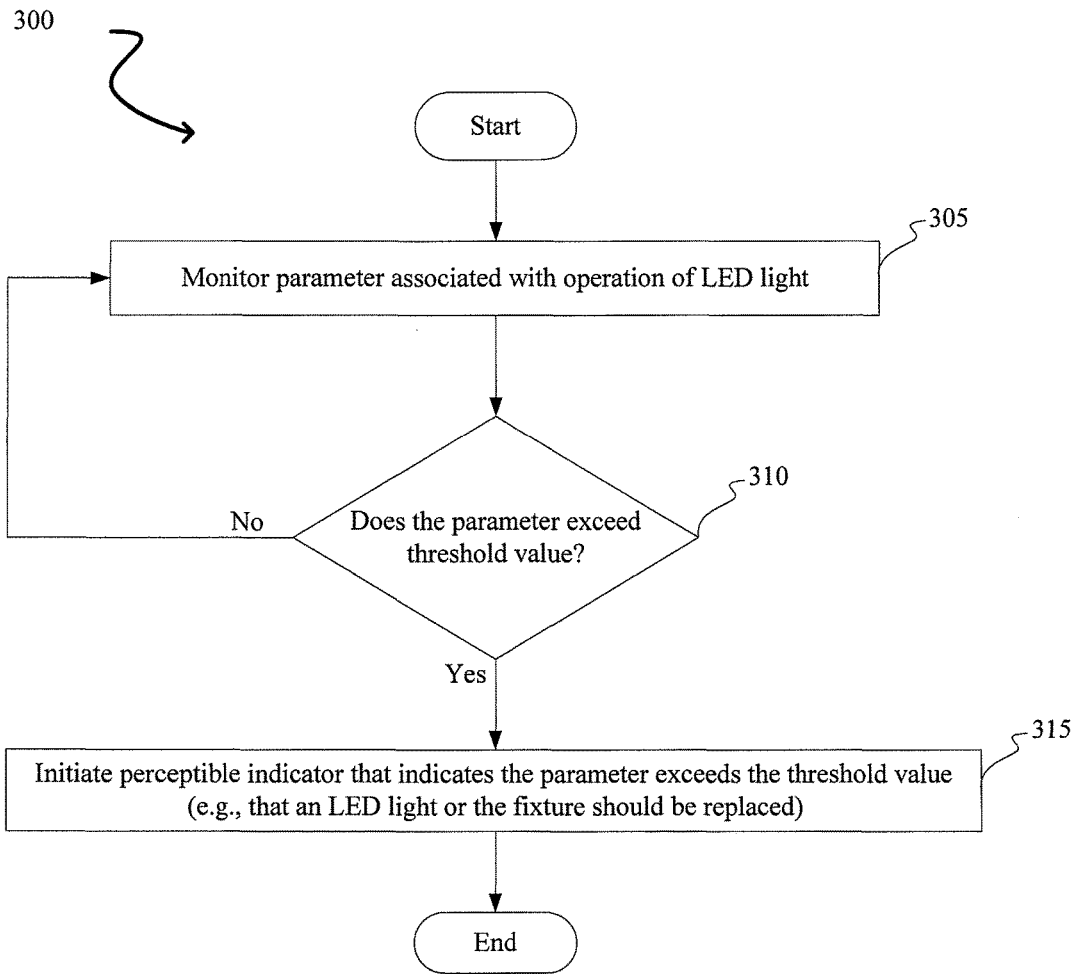 300
Start
305
Monitor parameter associated with operation of LED light
310
Does the parameter exceed
threshold value?
No
Yes
315
Initiate perceptible indicator that indicates the parameter exceeds the threshold value
(e.g., that an LED light or the fixture should be replaced)
End